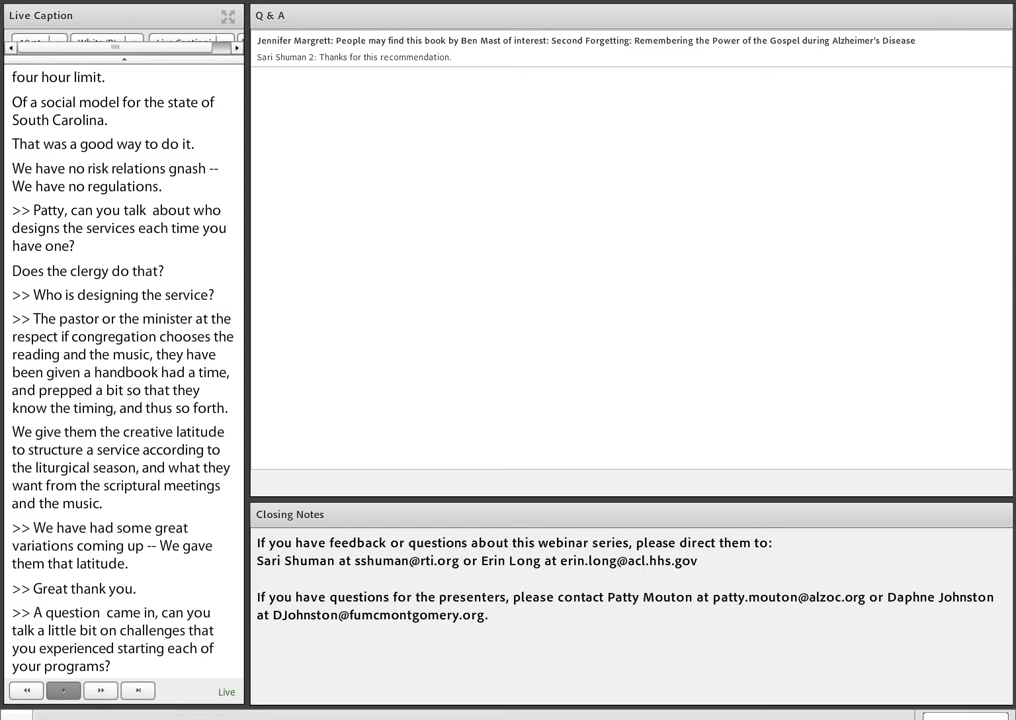 Live Caption
four hour limit.
Of a social model for the state of
South Carolina.
That was a good way to do it.
We have no risk relations gnash --
We have no regulations.
>> Patty, can you talk  about who
designs the services each time you
have one?
Does the clergy do that?
>> Who is designing the service?
>> The pastor or the minister at the
respect if congregation chooses the
reading and the music, they have
been given a handbook had a time,
and prepped a bit so that they
know the timing, and thus so forth.
We give them the creative latitude
to structure a service according to
the liturgical season, and what they
want from the scriptural meetings
and the music.
>> We have had some great
variations coming up -- We gave
them that latitude.
>> Great thank you.
>> A question  came in, can you
talk a little bit on challenges that
you experienced starting each of
your programs?
Live
Q & A
Jennifer Margrett: People may find this book by Ben Mast of interest: Second Forgetting: Remembering the Power of the Gospel during Alzheimer's Disease
Sari Shuman 2: Thanks for this recommendation.
Closing Notes
If you have feedback or questions about this webinar series, please direct them to:
Sari Shuman at sshuman@rti.org or Erin Long at erin.long@acl.hhs.gov
If you have questions for the presenters, please contact Patty Mouton at patty.mouton@alzoc.org or Daphne Johnston
at DJohnston@fumcmontgomery.org.